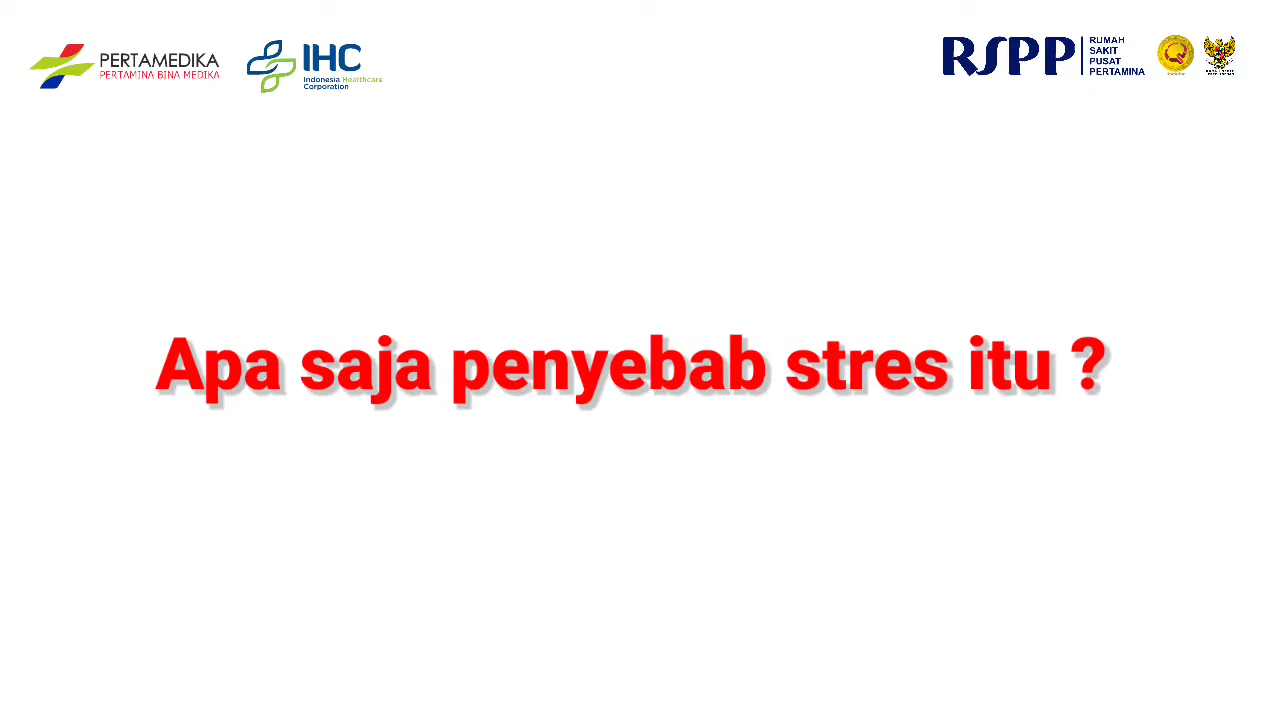 PERTAMEDIKA
PERTAMINA BINA MEDIKA
IHC
Indonesia Healthcare
Corporation
RSPP
RUMAH
SAKIT
PUSAT
PERTAMINA
Apa saja penyebab stres itu ?